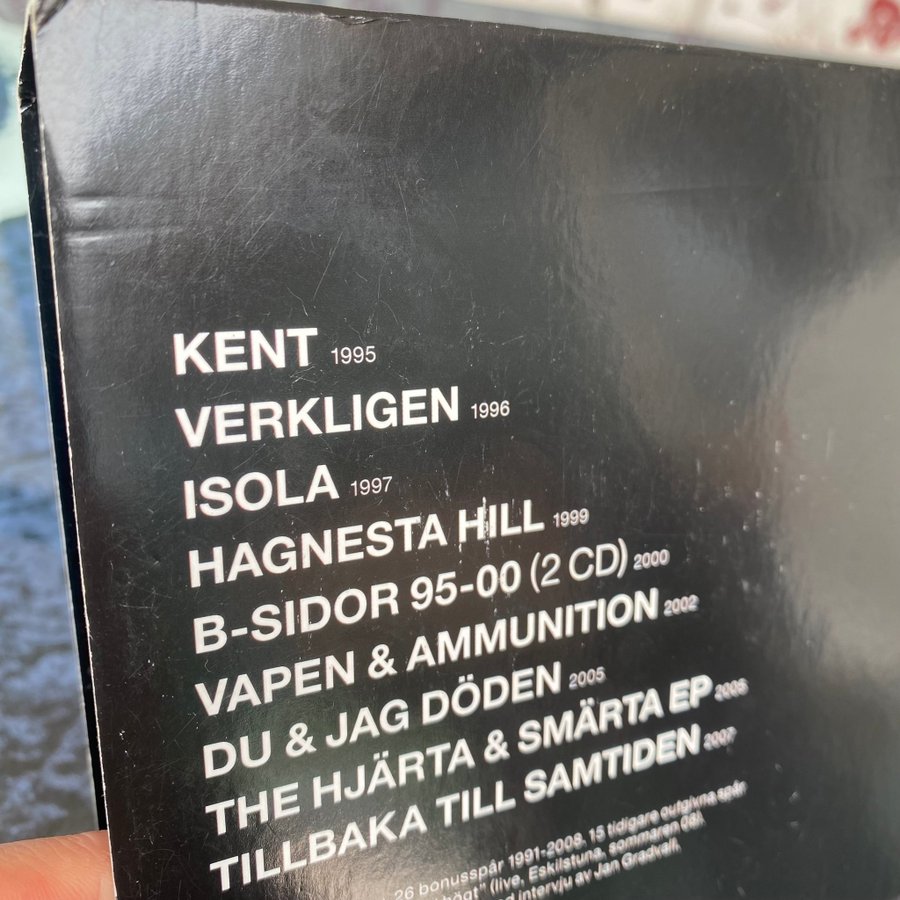 KENT 1995
VERKLIGEN 1996
ISOLA 1997
HAGNESTA HILL 1999
B-SIDOR 95-00 (2 CD) 2000
VAPEN & AMMUNITION 2002
DU & JAG DÖDEN 2005
THE HJÄRTA & SMÄRTA EP 2005
TILLBAKA TILL SAMTIDEN 2007
26 bonusspår 1991-2008, 15 tidigare outgivna spår
högt" (live, Eskilstuna, sommaren 08).
intervju av Jan Gradvall.